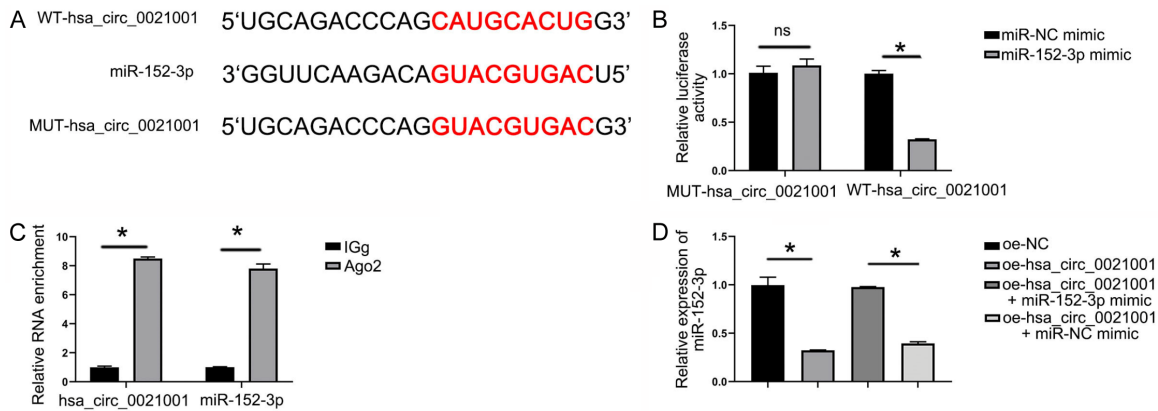 A
WT-hsa_circ_0021001 5‘UGCAGACCCAGCAUGCACUGG3’
miR-152-3p 3‘GGUUCAAGACAGUACGUGACU5’
MUT-hsa_circ_0021001 5‘UGCAGACCCAGGUACGUGACG3’
B
Relative luciferase
activity
1.5
1.0
0.5
0.0
ns
*
MUT-hsa_circ_0021001
WT-hsa_circ_0021001
miR-NC mimic
miR-152-3p mimic
C
Relative RNA enrichment
10
8
6
4
2
0
*
*
hsa_circ_0021001
miR-152-3p
IGg
Ago2
D
Relative expression of
miR-152-3p
1.5
1.0
0.5
0.0
*
*
oe-NC
oe-hsa_circ_0021001
oe-hsa_circ_0021001
+ miR-152-3p mimic
oe-hsa_circ_0021001
+ miR-NC mimic